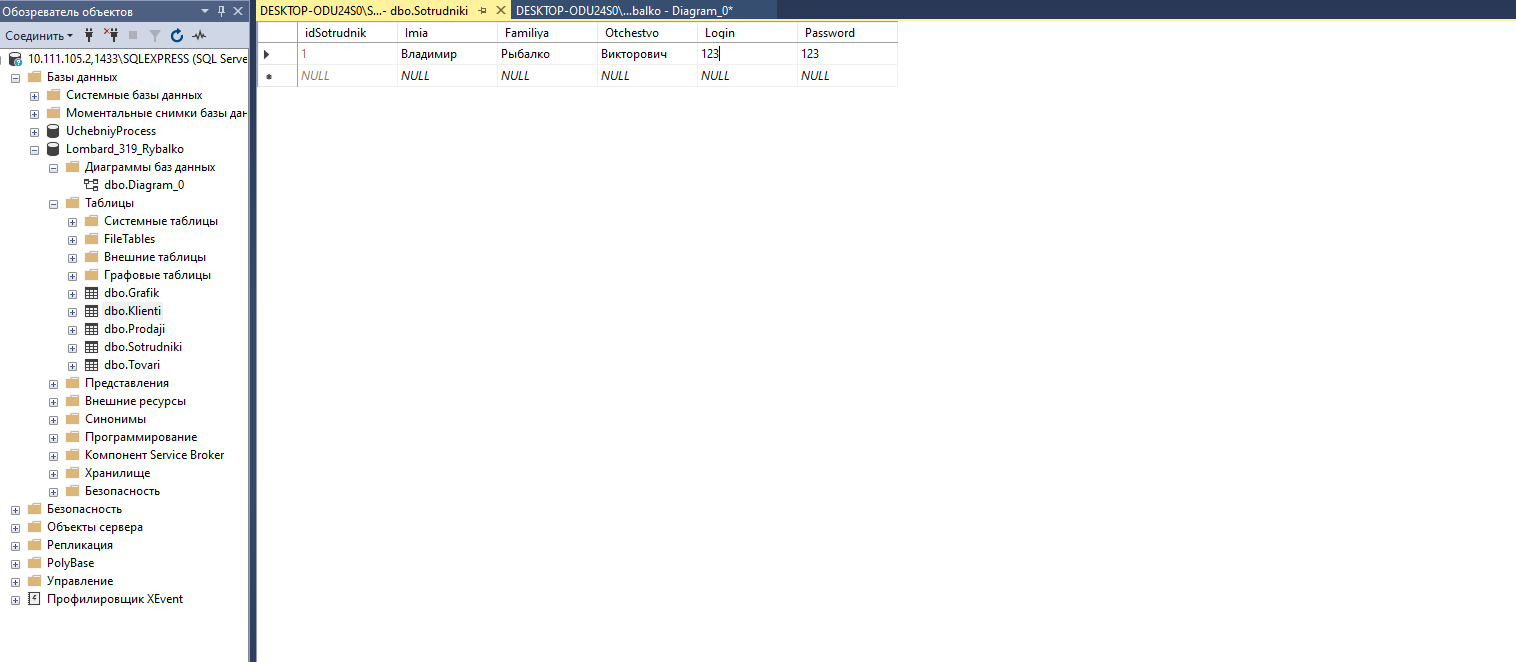 Обозреватель объектов
Соединить
10.111.105.2,1433\SQLEXPRESS (SQL Serve
Базы данных
Системные базы данных
Моментальные снимки базы дан
UchebniyProcess
Lombard_319_Rybalko
Диаграммы баз данных
dbo.Diagram_0
Таблицы
Системные таблицы
FileTables
Внешние таблицы
Графовые таблицы
dbo.Grafik
dbo.Klienti
dbo.Prodaji
dbo.Sotrudniki
dbo.Tovari
Представления
Внешние ресурсы
Синонимы
Программирование
Компонент Service Broker
Хранилище
Безопасность
Безопасность
Объекты сервера
Репликация
PolyBase
Управление
Профилировщик XEvent
DESKTOP-ODU24S0\S...- dbo.Sotrudniki DESKTOP-ODU24S0\...balko - Diagram_0*
idSotrudnik Imia Familiya Otchestvo Login Password
1 Владимир Рыбалко Викторович 123 123
NULL NULL NULL NULL NULL NULL